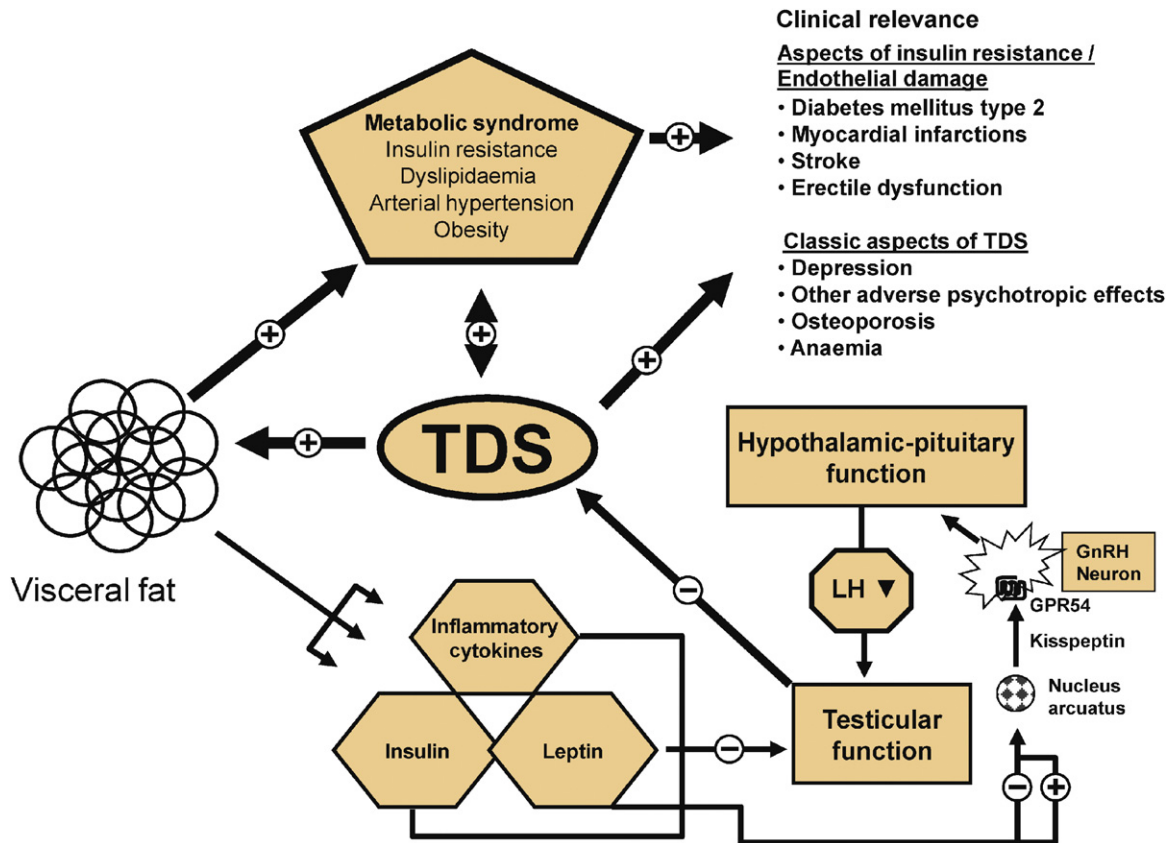 Clinical relevance
Aspects of insulin resistance /
Endothelial damage
• Diabetes mellitus type 2
• Myocardial infarctions
• Stroke
• Erectile dysfunction
Classic aspects of TDS
• Depression
• Other adverse psychotropic effects
• Osteoporosis
• Anaemia
Metabolic syndrome
Insulin resistance
Dyslipidaemia
Arterial hypertension
Obesity
+
+
+
+
+
TDS
Visceral fat
Hypothalamic-pituitary
function
LH ▼
GnRH
Neuron
GPR54
Kisspeptin
Nucleus
arcuatus
−
Inflammatory
cytokines
Insulin
Leptin
−
Testicular
function
− +